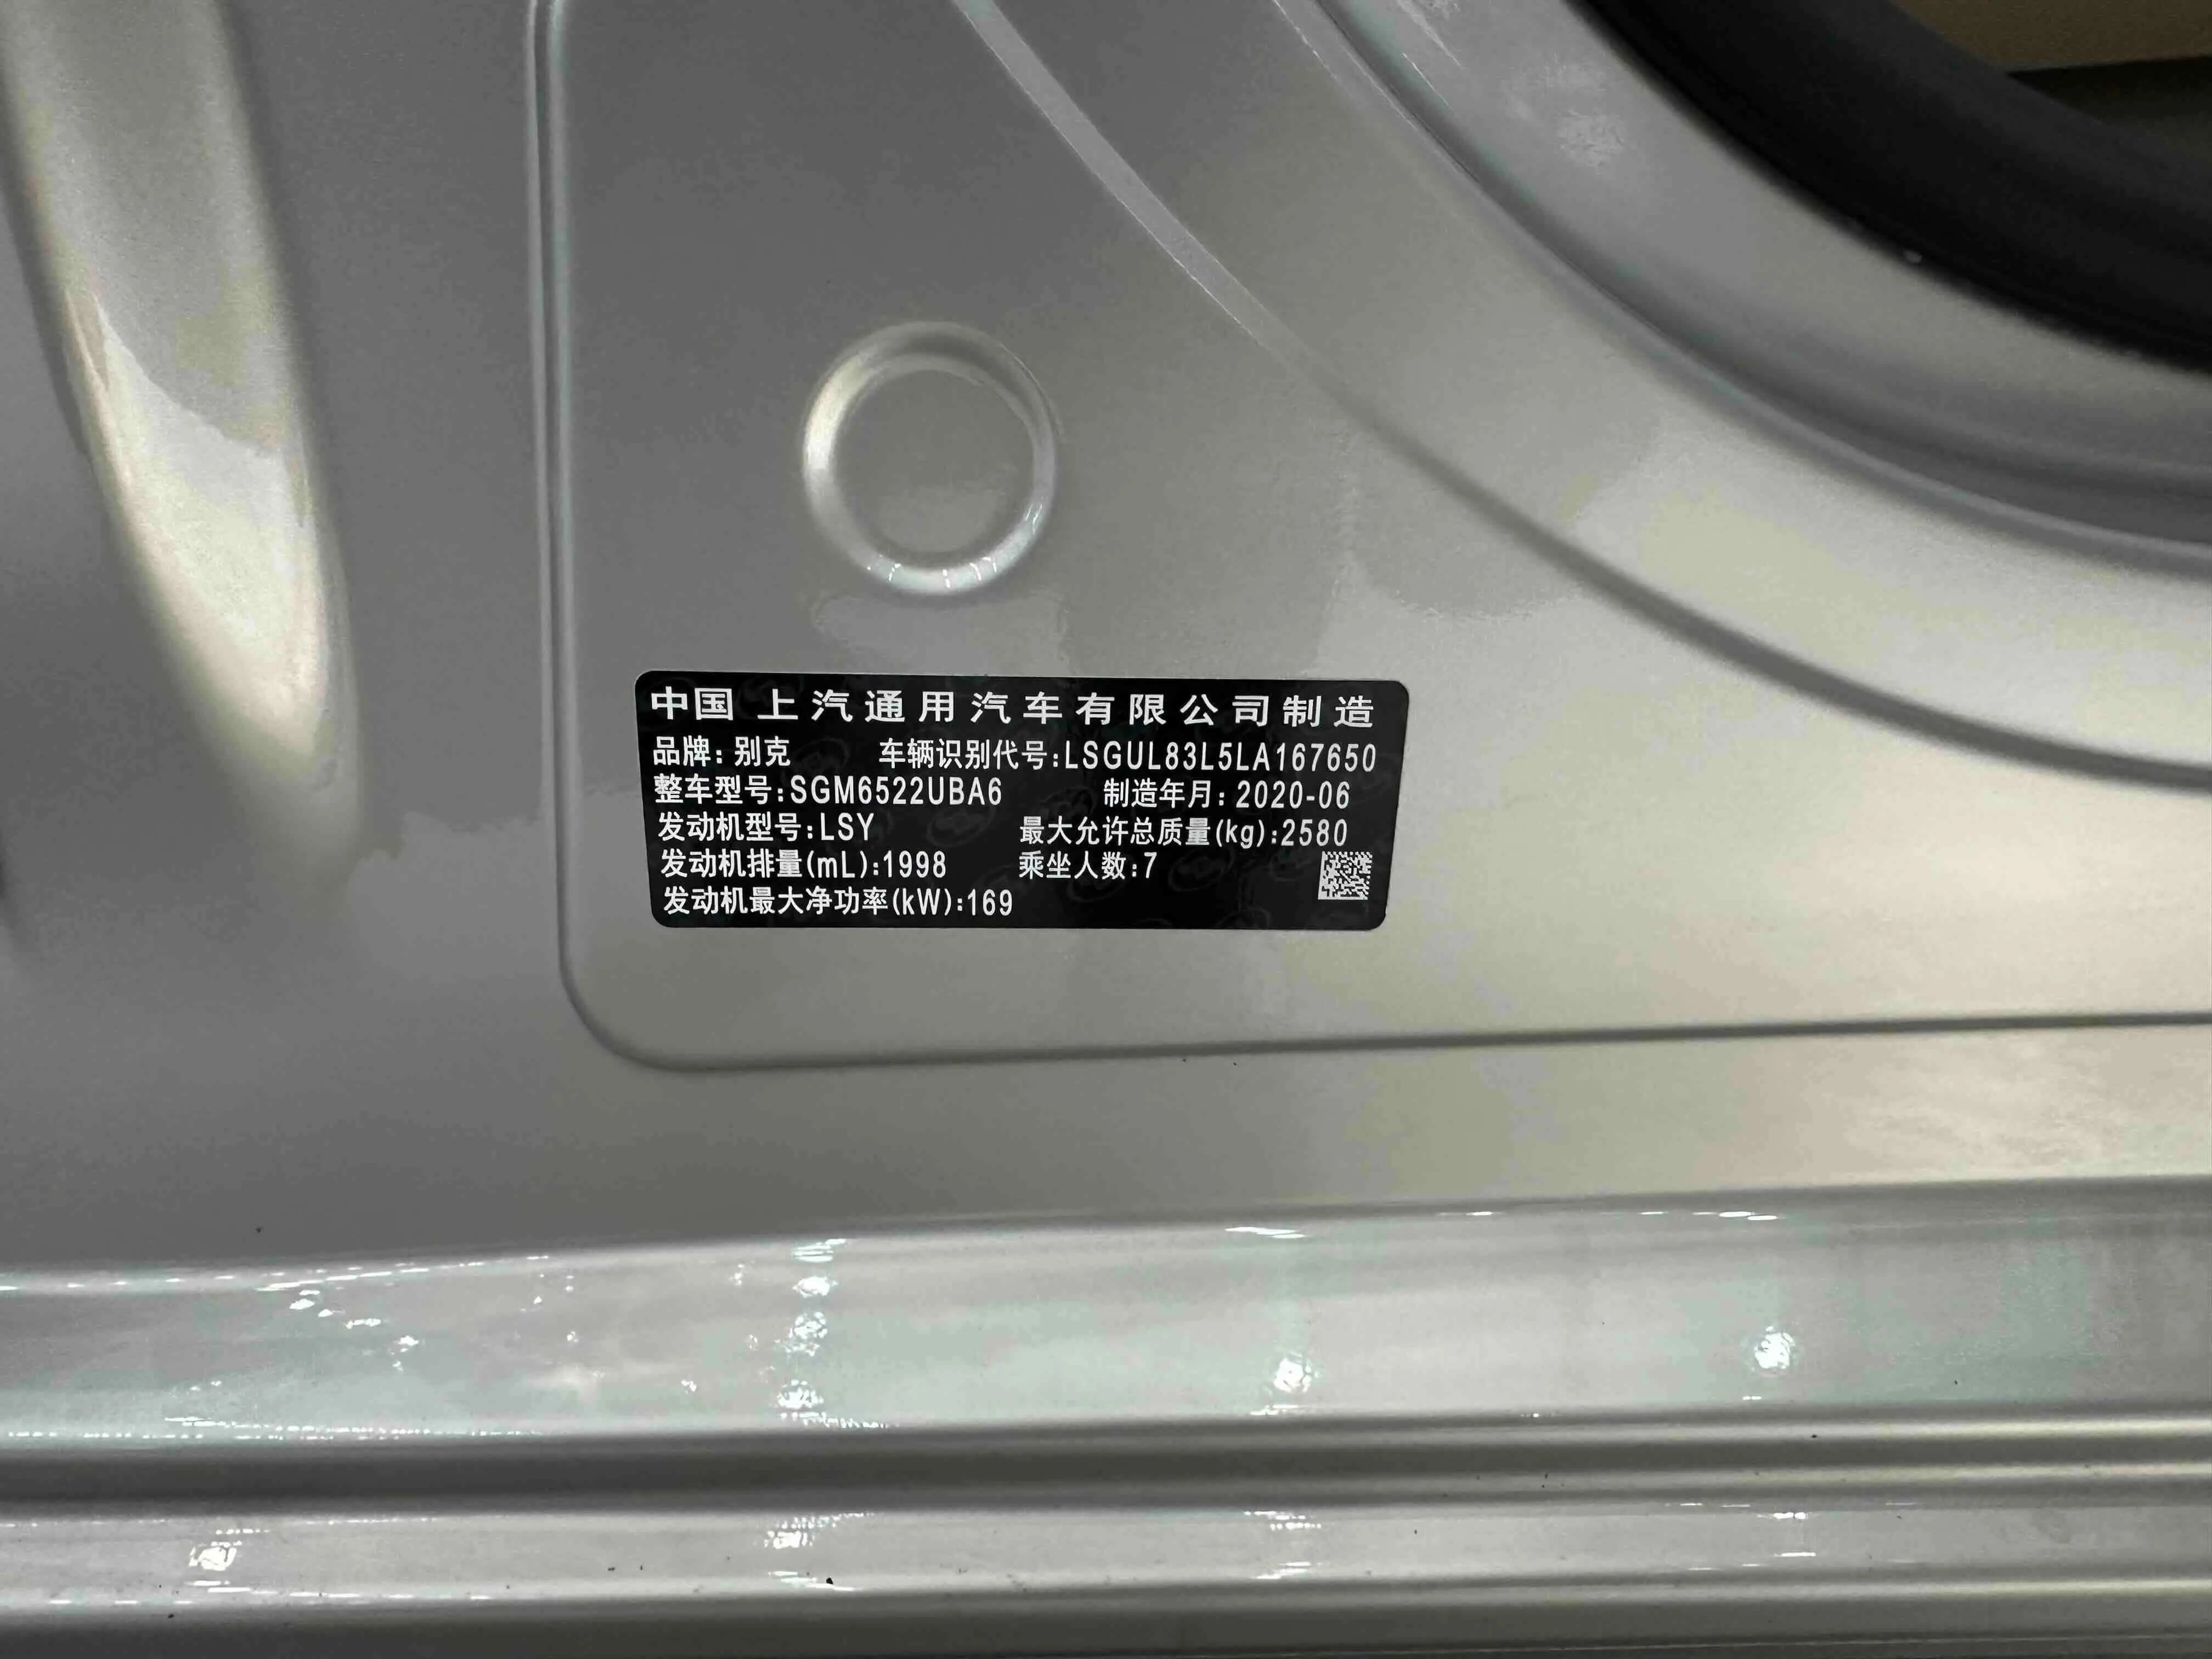 中国 上汽通用汽车有限公司制造
品牌: 别克 车辆识别代号:LSGUL83L5LA167650
整车型号:SGM6522UBA6 制造年月: 2020-06
发动机型号:LSY 最大允许总质量(kg):2580
发动机排量(mL):1998 乘坐人数:7
发动机最大净功率(kW):169